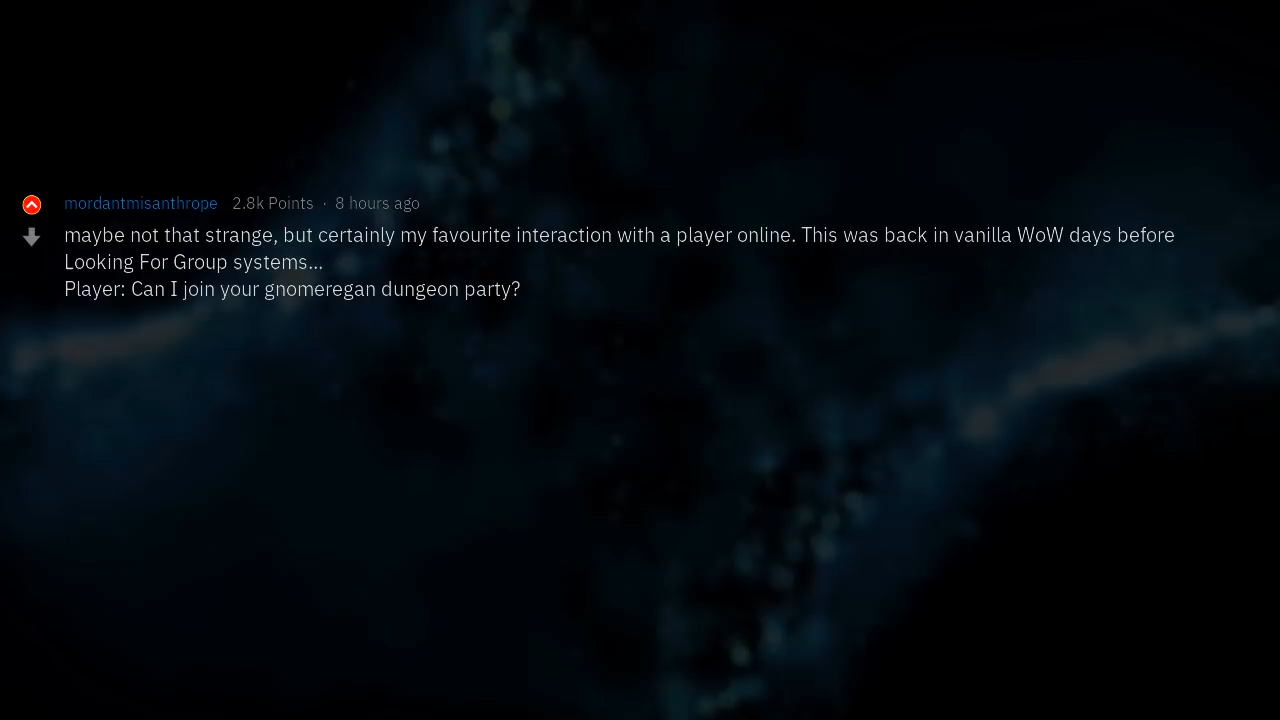 mordantmisanthrope 2.8k Points · 8 hours ago
maybe not that strange, but certainly my favourite interaction with a player online. This was back in vanilla WoW days before
Looking For Group systems...
Player: Can I join your gnomeregan dungeon party?